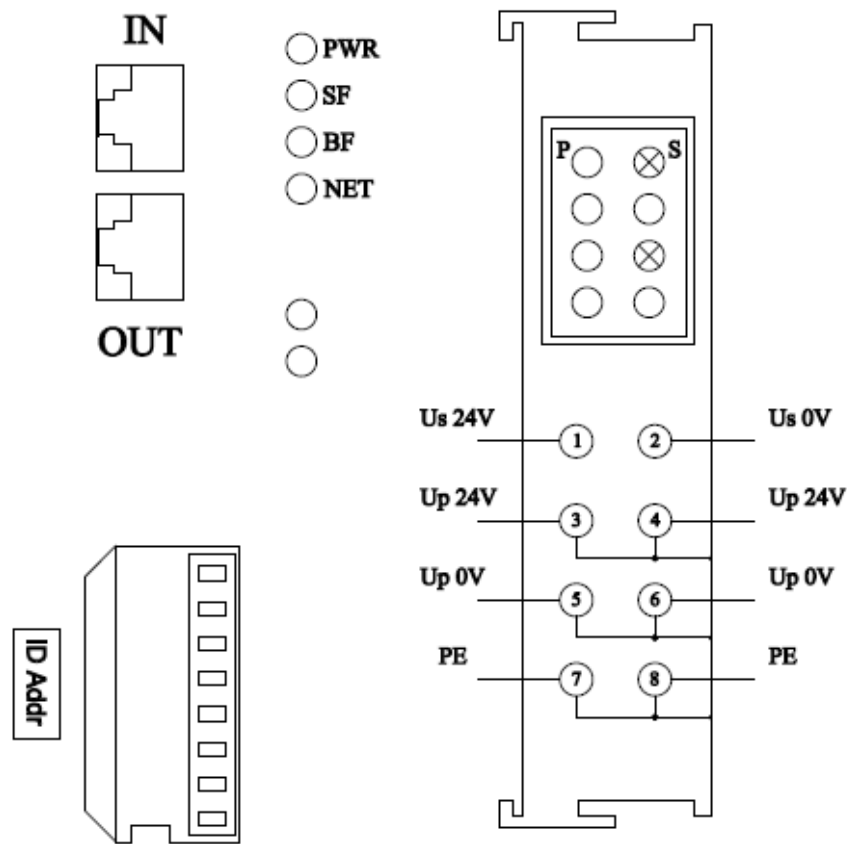 IN
OUT
PWR
SF
BF
NET
P
S
Us 24V
1
2
Us 0V
Up 24V
3
4
Up 24V
Up 0V
5
6
Up 0V
PE
7
8
PE
ID Addr